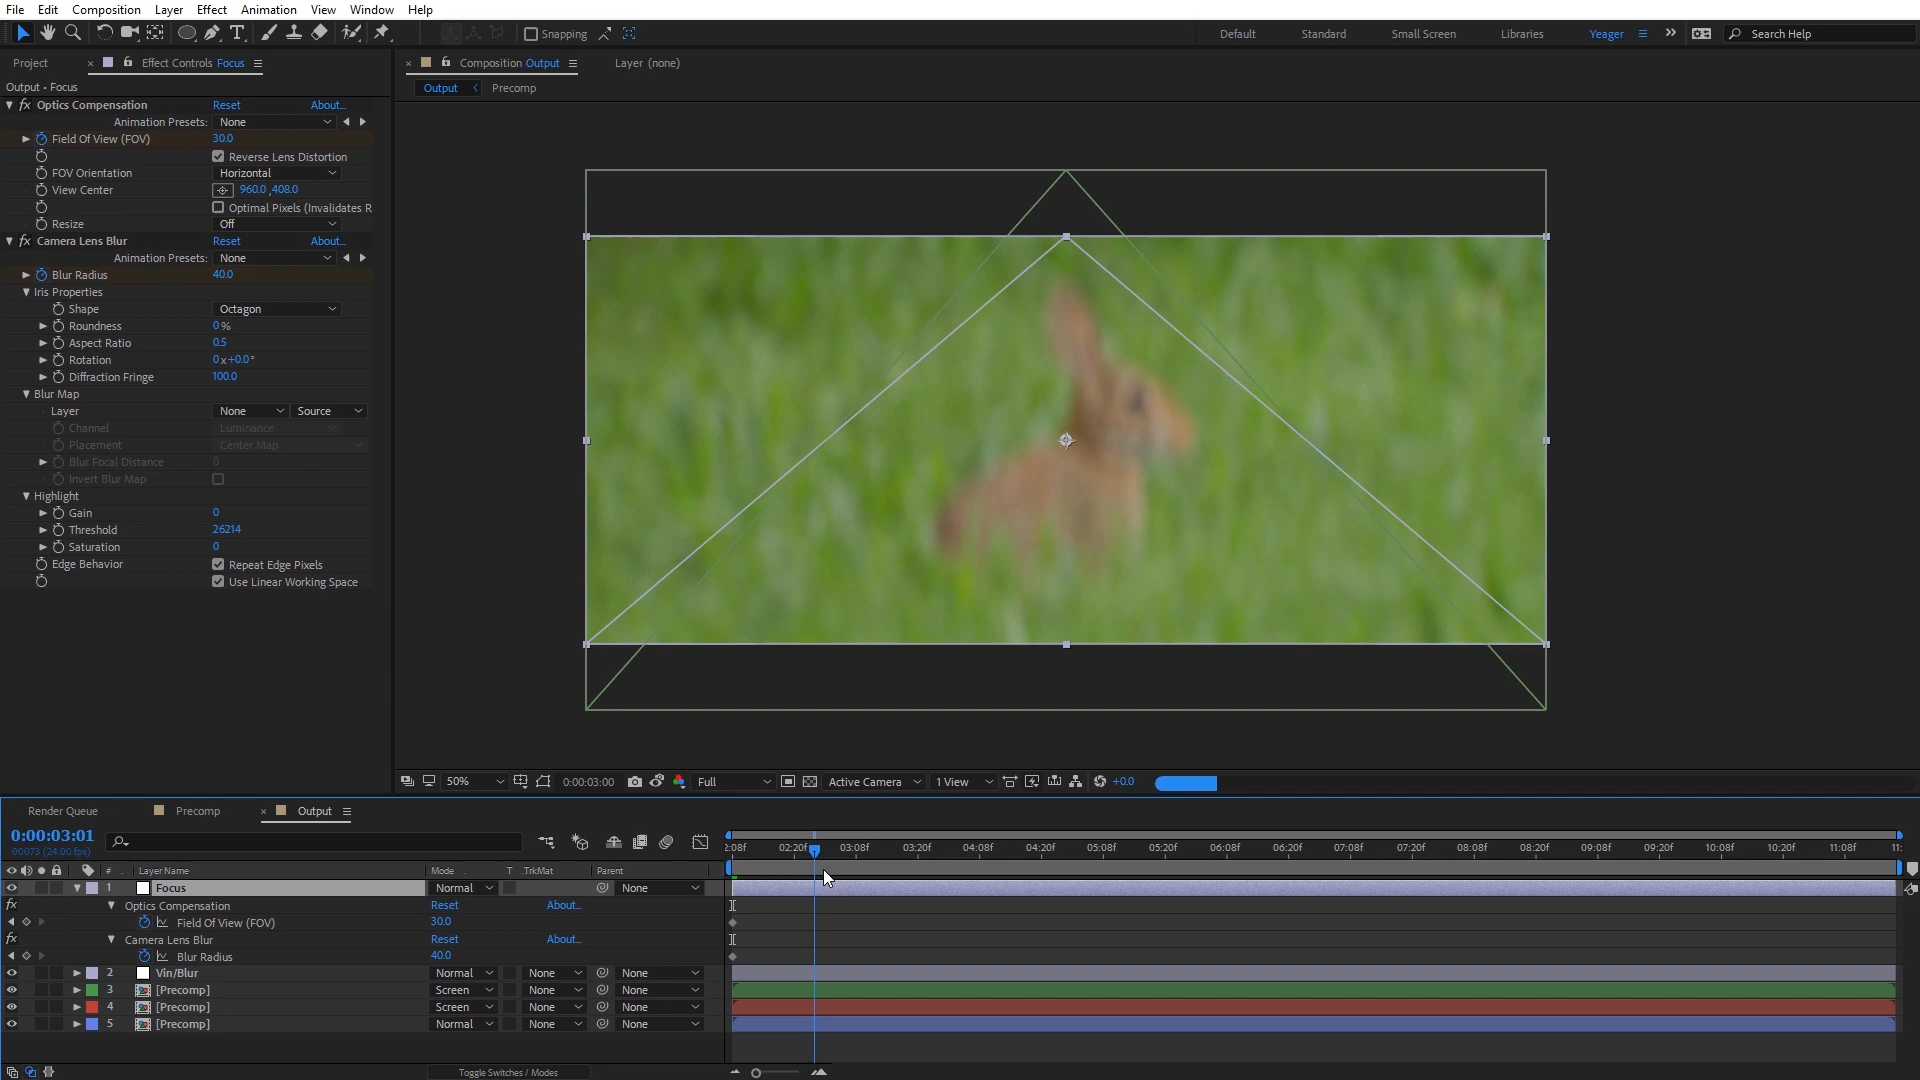 File Edit Composition Layer Effect Animation View Window Help
T Snapping Default Standard Small Screen Libraries Yeager Search Help
Project Effect Controls Focus Composition Output Layer (none)
Output • Focus Output Precomp
fx Optics Compensation Reset About...
Animation Presets: None
Field Of View (FOV) 30.0
Reverse Lens Distortion
FOV Orientation Horizontal
View Center 960.0 ,408.0
Optimal Pixels (Invalidates R
Resize Off
fx Camera Lens Blur Reset About...
Animation Presets: None
Blur Radius 40.0
Iris Properties
Shape Octagon
Roundness 0 %
Aspect Ratio 0.5
Rotation 0 x +0.0 °
Diffraction Fringe 100.0
Blur Map
Layer None Source
Channel Luminance
Placement Center Map
Blur Focal Distance 0
Invert Blur Map
Highlight
Gain 0
Threshold 26214
Saturation 0
Edge Behavior Repeat Edge Pixels
Use Linear Working Space
50% 0:00:03:00 Full Active Camera 1 View +0.0
Render Queue Precomp Output
0:00:03:01
00073 (24.00 fps)
2:08f 02:20f 03:08f 03:20f 04:08f 04:20f 05:08f 05:20f 06:08f 06:20f 07:08f 07:20f 08:08f 08:20f 09:08f 09:20f 10:08f 10:20f 11:08f 11:
# Layer Name Mode T .TrkMat Parent
1 Focus Normal None
fx Optics Compensation Reset About...
Field Of View (FOV) 30.0
fx Camera Lens Blur Reset About...
Blur Radius 40.0
2 Vin/Blur Normal None None
3 [Precomp] Screen None None
4 [Precomp] Screen None None
5 [Precomp] Normal None None
Toggle Switches / Modes